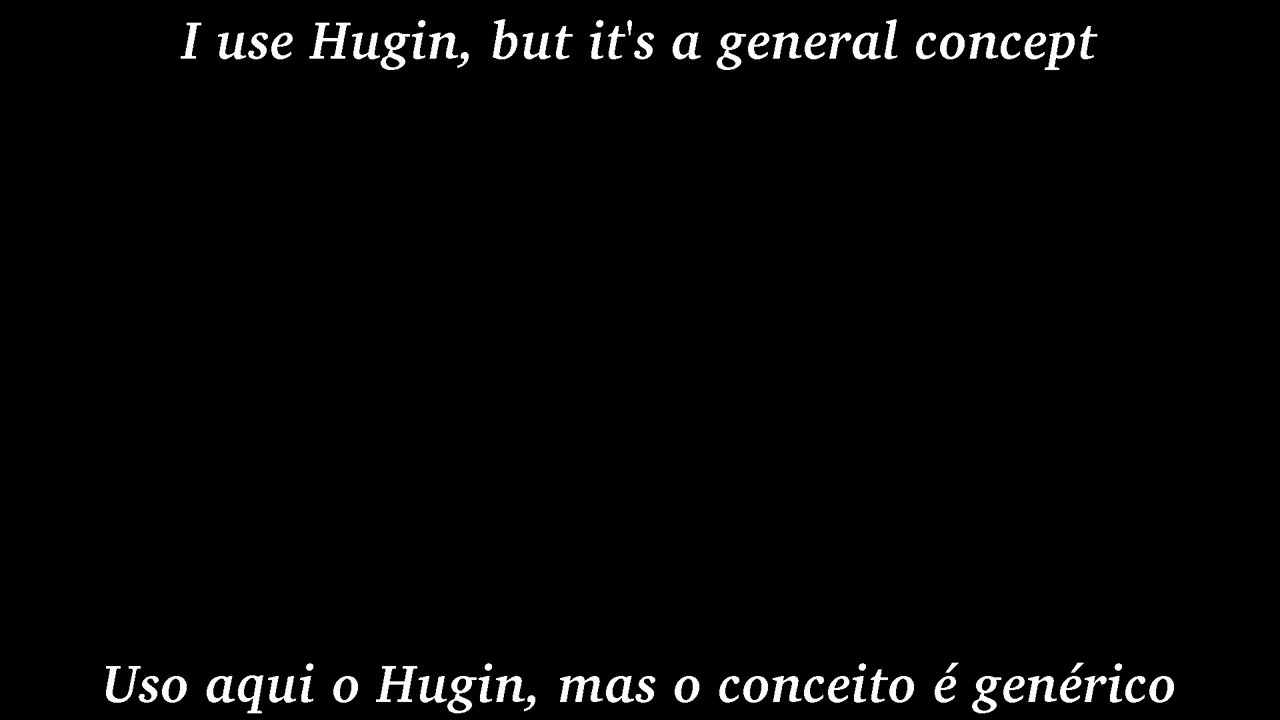 I use Hugin, but it's a general concept
Uso aqui o Hugin, mas o conceito é genérico